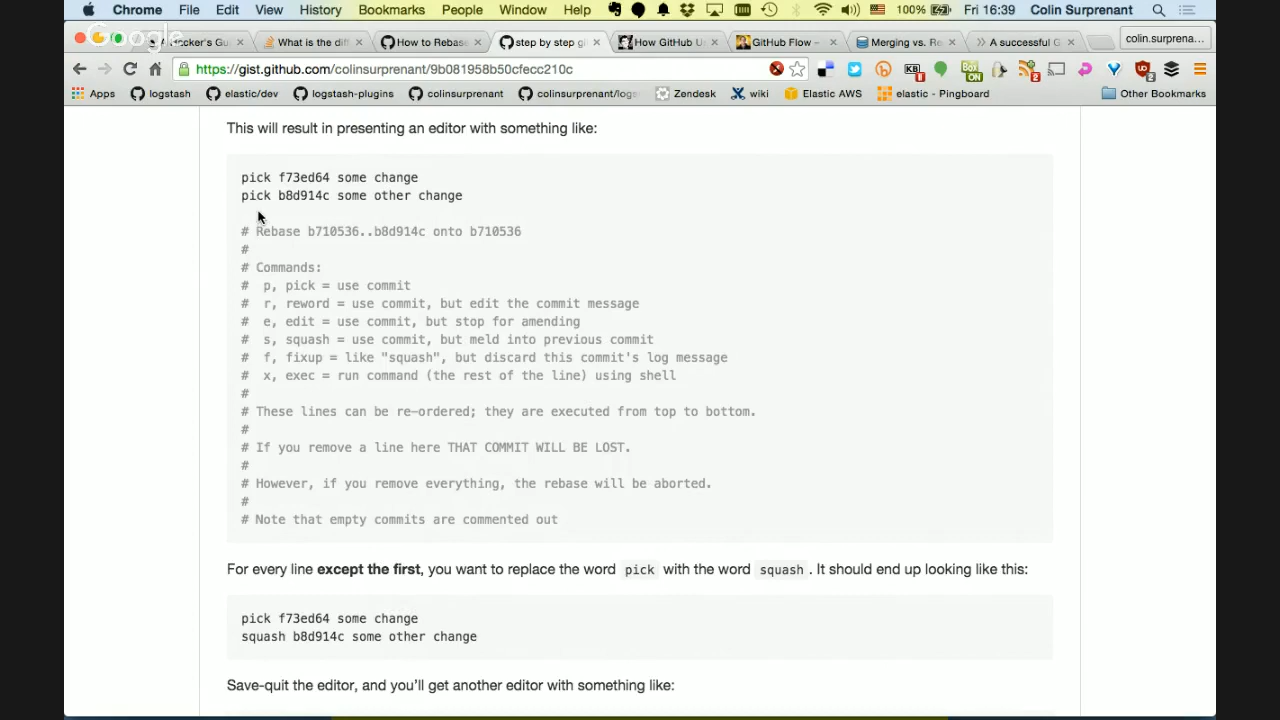 Chrome File Edit View History Bookmarks People Window Help 100% Fri 16:39 Colin Surprenant
Google
cker's Gu What is the dif How to Rebase step by step gi How GitHub U GitHub Flow – Merging vs. Re A successful G colin.surprena...
https://gist.github.com/colinsurprenant/9b081958b50cfecc210c
Apps logstash elastic/dev logstash-plugins colinsurprenant colinsurprenant/logs Zendesk wiki Elastic AWS elastic - Pingboard Other Bookmarks
This will result in presenting an editor with something like:
pick f73ed64 some change
pick b8d914c some other change
# Rebase b710536..b8d914c onto b710536
#
# Commands:
# p, pick = use commit
# r, reword = use commit, but edit the commit message
# e, edit = use commit, but stop for amending
# s, squash = use commit, but meld into previous commit
# f, fixup = like "squash", but discard this commit's log message
# x, exec = run command (the rest of the line) using shell
#
# These lines can be re-ordered; they are executed from top to bottom.
#
# If you remove a line here THAT COMMIT WILL BE LOST.
#
# However, if you remove everything, the rebase will be aborted.
#
# Note that empty commits are commented out
For every line except the first, you want to replace the word pick with the word squash. It should end up looking like this:
pick f73ed64 some change
squash b8d914c some other change
Save-quit the editor, and you'll get another editor with something like: